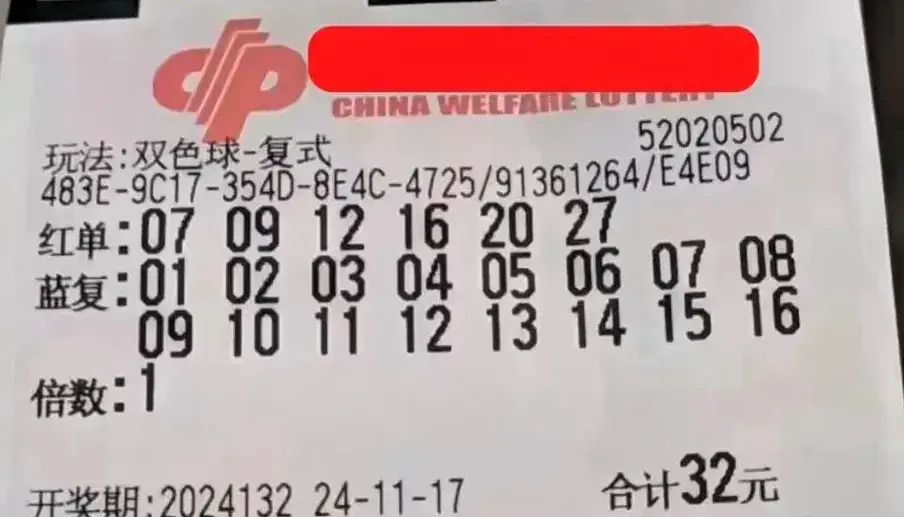 CHINA WELFARE LOTTERY
52020502
玩法:双色球-复式
483E-9C17-354D-8E4C-4725/91361264/E4E09
红单:07 09 12 16 20 27
蓝复:01 02 03 04 05 06 07 08
09 10 11 12 13 14 15 16
倍数:1
开奖期:2024132 24-11-17 合计32元